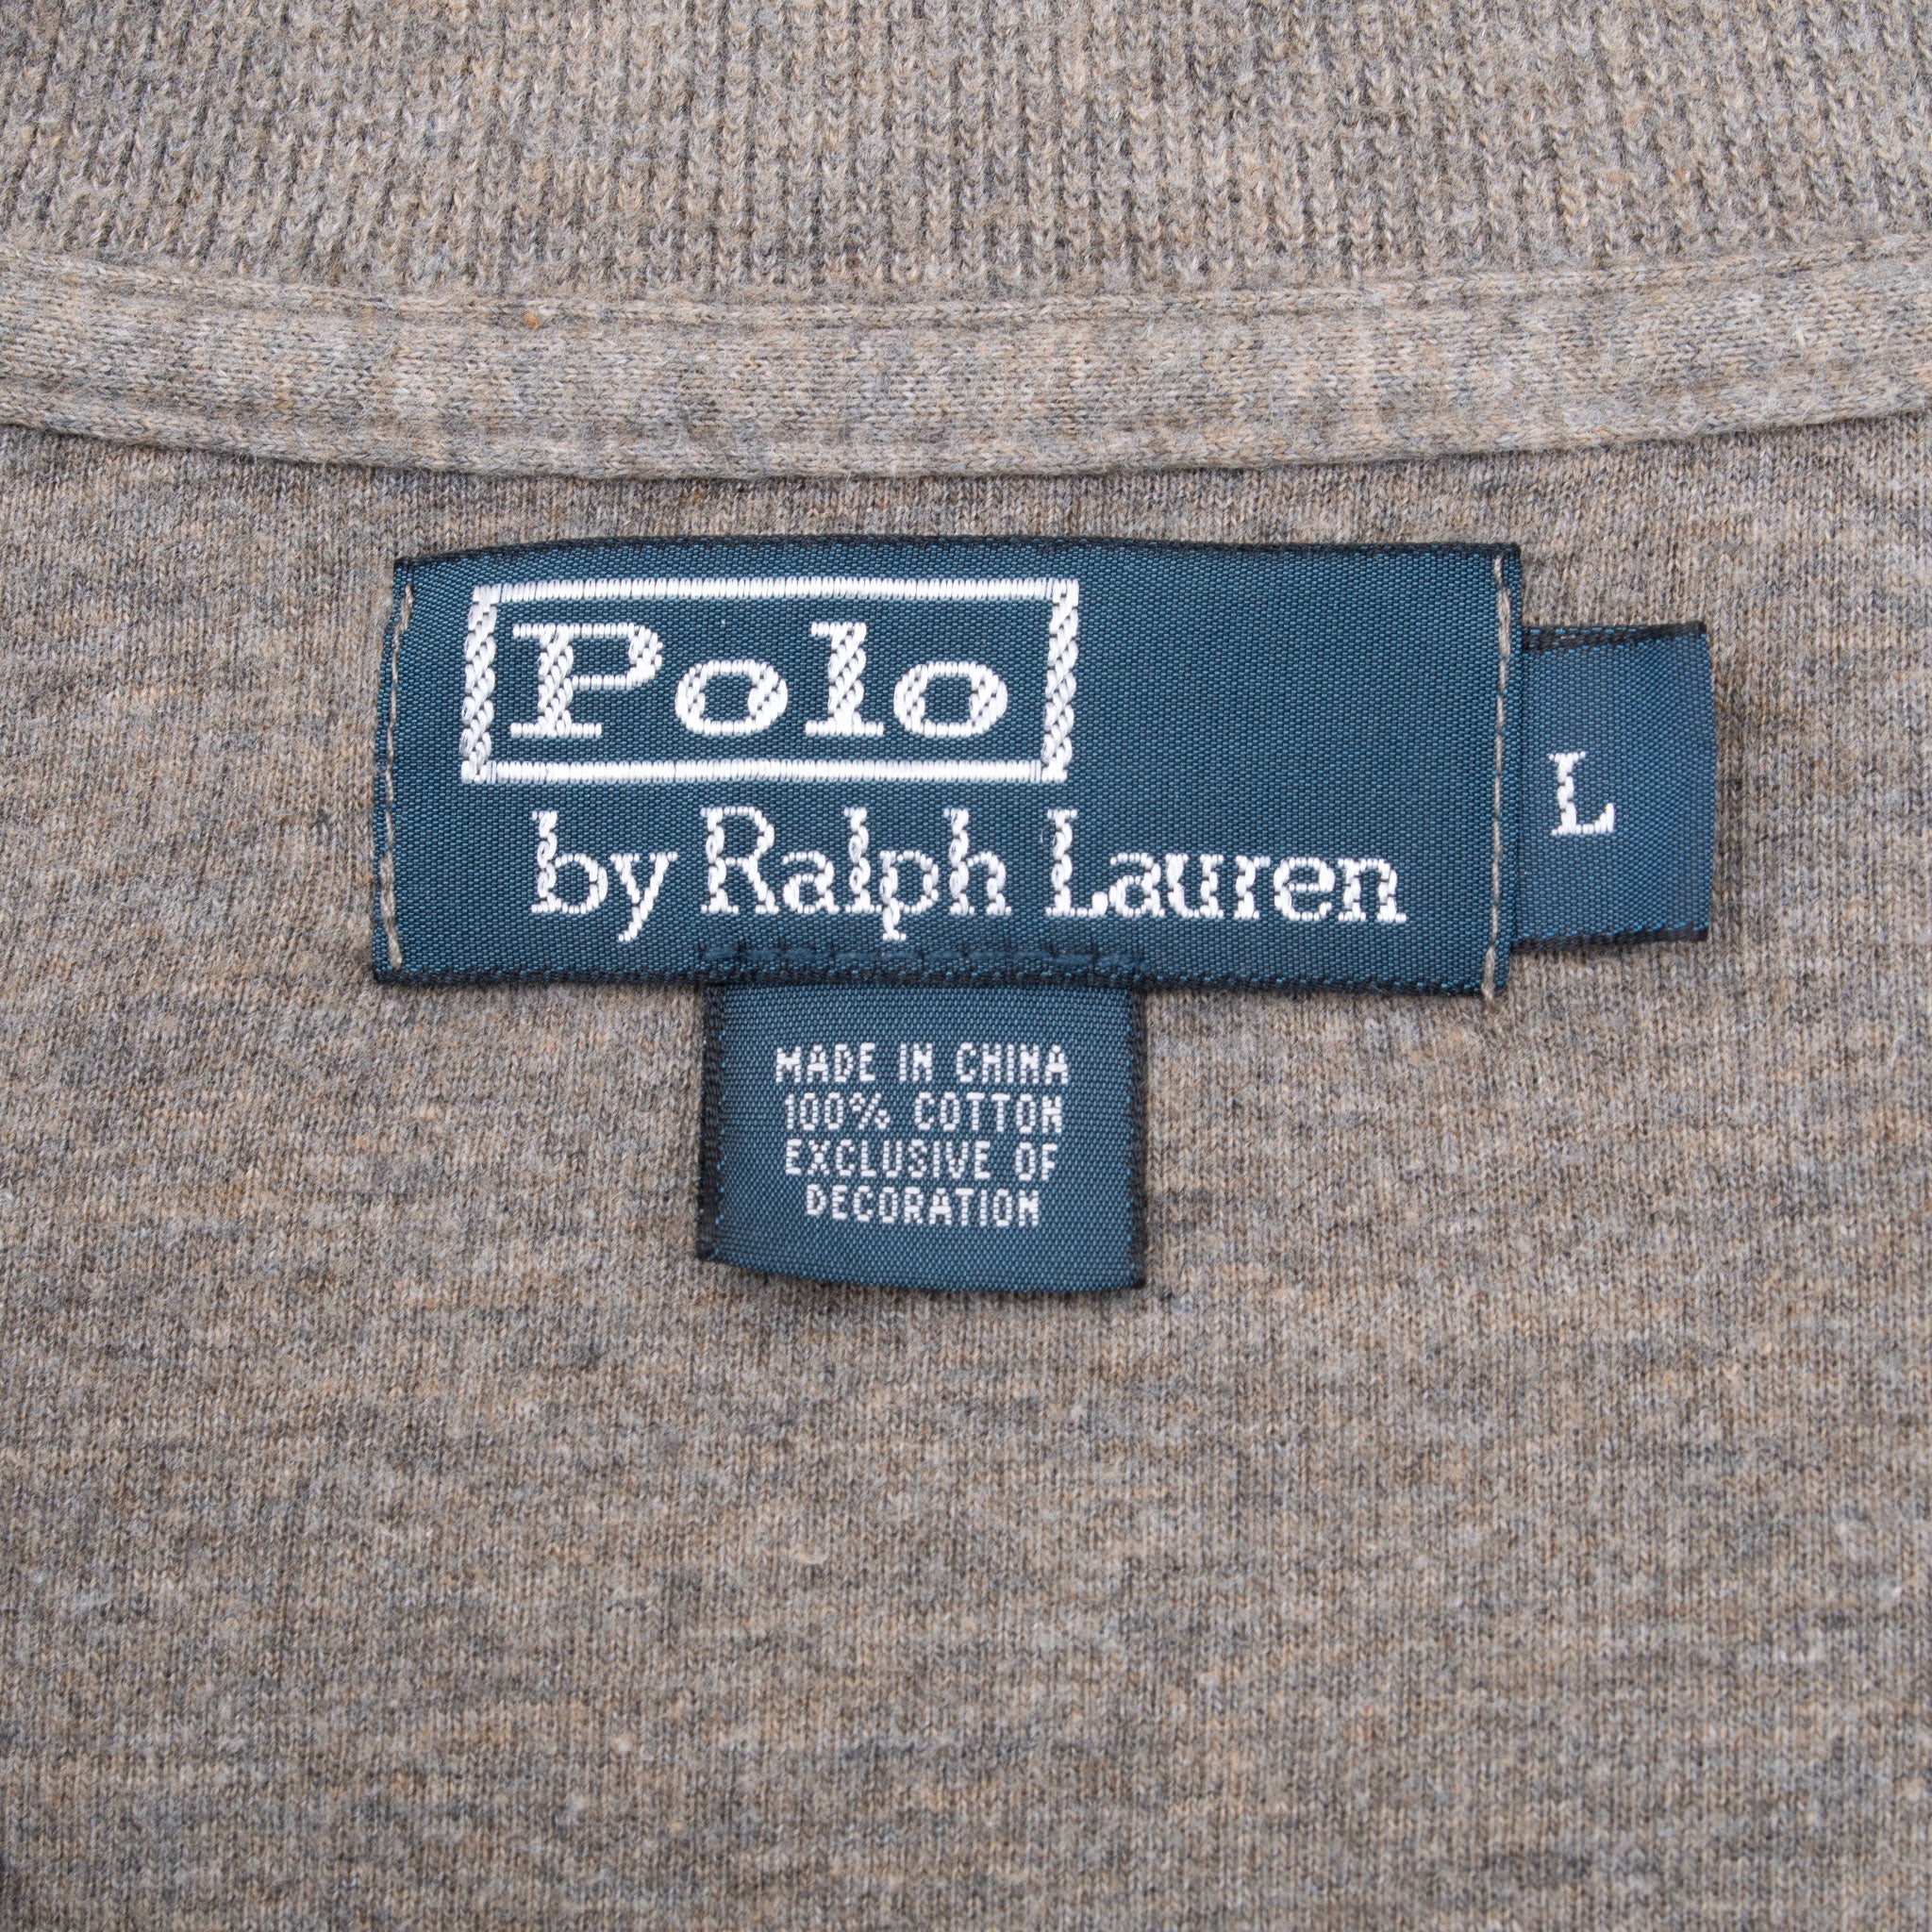 Polo
by Ralph Lauren
L
MADE IN CHINA
100% COTTON
EXCLUSIVE OF
DECORATION